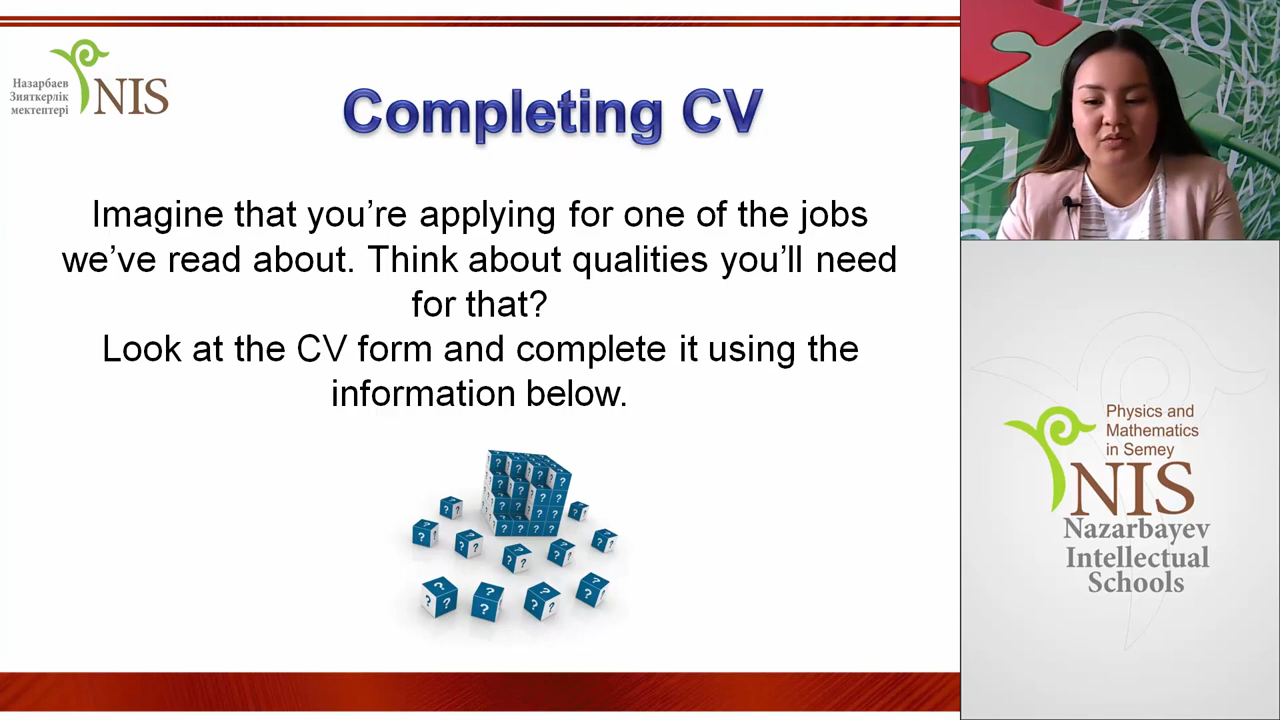 Назарбаев
Зияткерлік
мектептері
NIS
Completing CV
Imagine that you’re applying for one of the jobs
we’ve read about. Think about qualities you’ll need
for that?
Look at the CV form and complete it using the
information below.
Physics and
Mathematics
in Semey
NIS
Nazarbayev
Intellectual
Schools